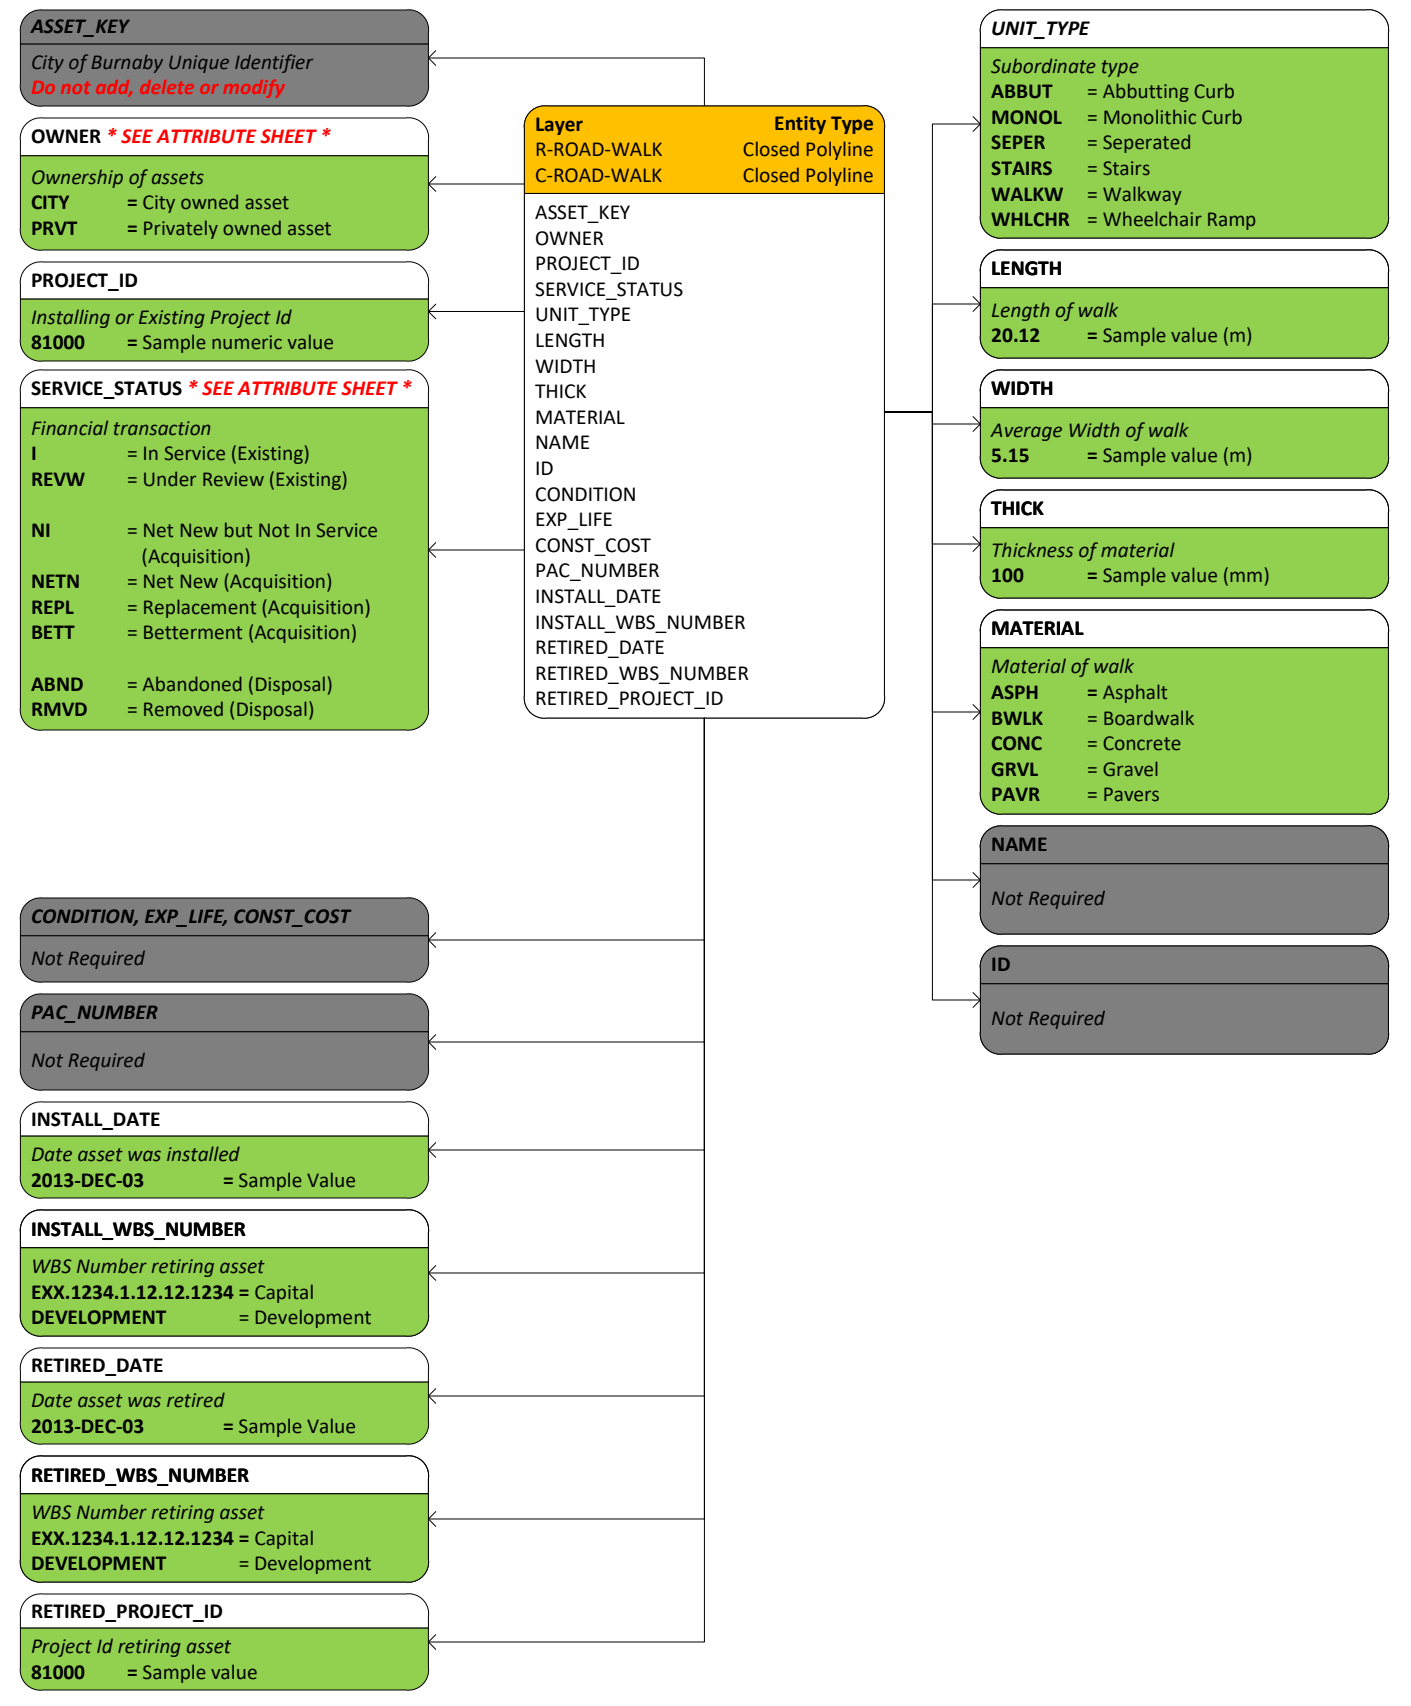 ASSET_KEY
City of Burnaby Unique Identifier
Do not add, delete or modify
OWNER * SEE ATTRIBUTE SHEET *
Ownership of assets
CITY = City owned asset
PRVT = Privately owned asset
PROJECT_ID
Installing or Existing Project Id
81000 = Sample numeric value
SERVICE_STATUS * SEE ATTRIBUTE SHEET *
Financial transaction
I = In Service (Existing)
REVW = Under Review (Existing)
NI = Net New but Not In Service
(Acquisition)
NETN = Net New (Acquisition)
REPL = Replacement (Acquisition)
BETT = Betterment (Acquisition)
ABND = Abandoned (Disposal)
RMVD = Removed (Disposal)
CONDITION, EXP_LIFE, CONST_COST
Not Required
PAC_NUMBER
Not Required
INSTALL_DATE
Date asset was installed
2013-DEC-03 = Sample Value
INSTALL_WBS_NUMBER
WBS Number retiring asset
EXX.1234.1.12.12.1234 = Capital
DEVELOPMENT = Development
RETIRED_DATE
Date asset was retired
2013-DEC-03 = Sample Value
RETIRED_WBS_NUMBER
WBS Number retiring asset
EXX.1234.1.12.12.1234 = Capital
DEVELOPMENT = Development
RETIRED_PROJECT_ID
Project Id retiring asset
81000 = Sample value
Layer Entity Type
R-ROAD-WALK Closed Polyline
C-ROAD-WALK Closed Polyline
ASSET_KEY
OWNER
PROJECT_ID
SERVICE_STATUS
UNIT_TYPE
LENGTH
WIDTH
THICK
MATERIAL
NAME
ID
CONDITION
EXP_LIFE
CONST_COST
PAC_NUMBER
INSTALL_DATE
INSTALL_WBS_NUMBER
RETIRED_DATE
RETIRED_WBS_NUMBER
RETIRED_PROJECT_ID
UNIT_TYPE
Subordinate type
ABBUT = Abbutting Curb
MONOL = Monolithic Curb
SEPER = Seperated
STAIRS = Stairs
WALKW = Walkway
WHLCHR = Wheelchair Ramp
LENGTH
Length of walk
20.12 = Sample value (m)
WIDTH
Average Width of walk
5.15 = Sample value (m)
THICK
Thickness of material
100 = Sample value (mm)
MATERIAL
Material of walk
ASPH = Asphalt
BWLK = Boardwalk
CONC = Concrete
GRVL = Gravel
PAVR = Pavers
NAME
Not Required
ID
Not Required